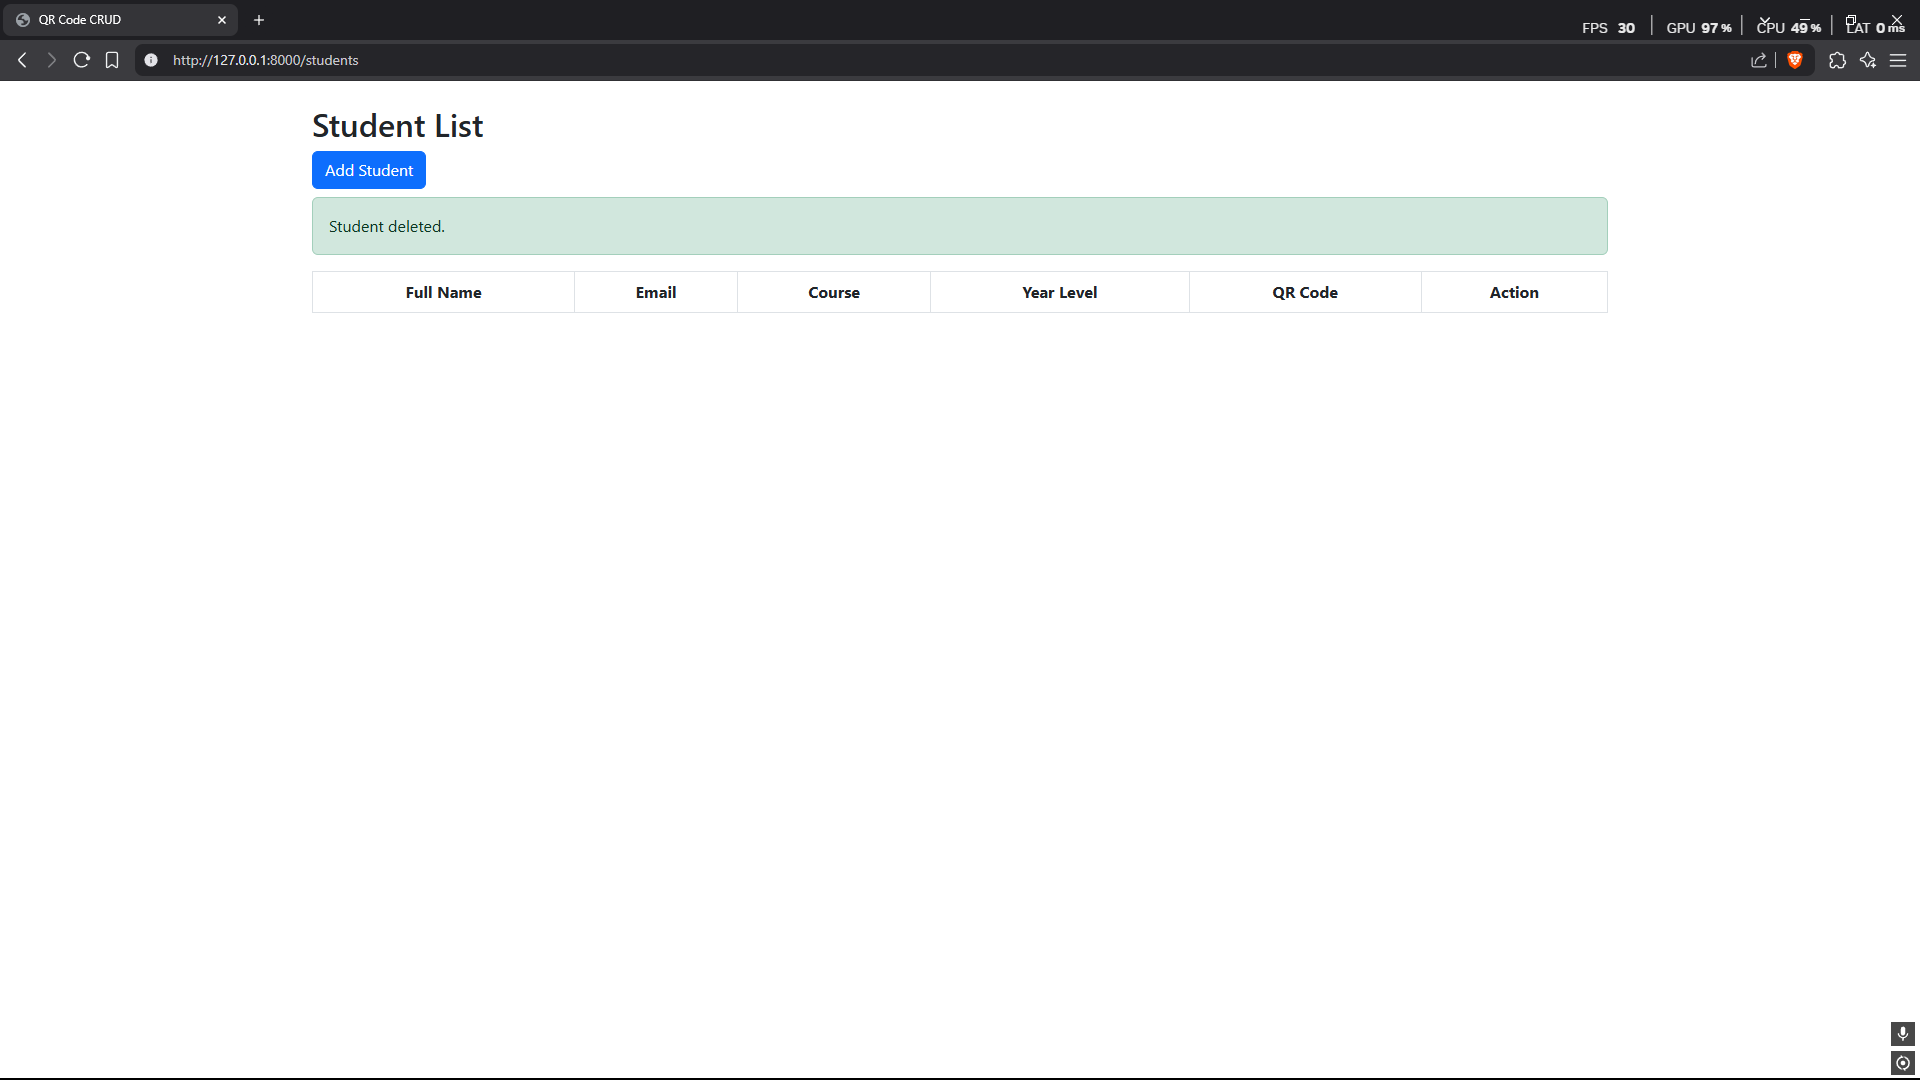 QR Code CRUD
FPS 30 GPU 97 % CPU 49 % LAT 0 ms
http://127.0.0.1:8000/students
Student List
Add Student
Student deleted.
Full Name Email Course Year Level QR Code Action